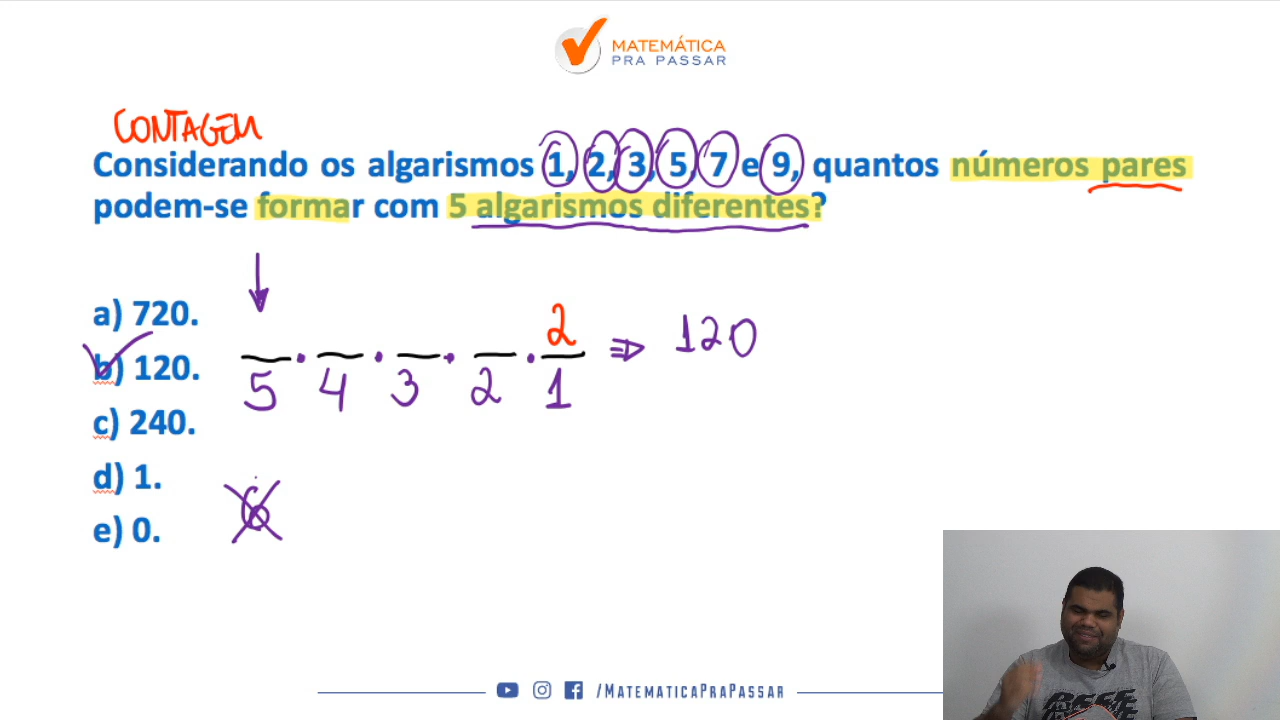 MATEMÁTICA
PRA PASSAR
CONTAGEM
Considerando os algarismos 1, 2, 3, 5, 7 e 9, quantos números pares
podem-se formar com 5 algarismos diferentes?
a) 720.
b) 120.
c) 240.
d) 1.
e) 0.
2
5 · 4 · 3 · 2 · 1 ⇒ 120
6
/MATEMATICAPRAPASSAR